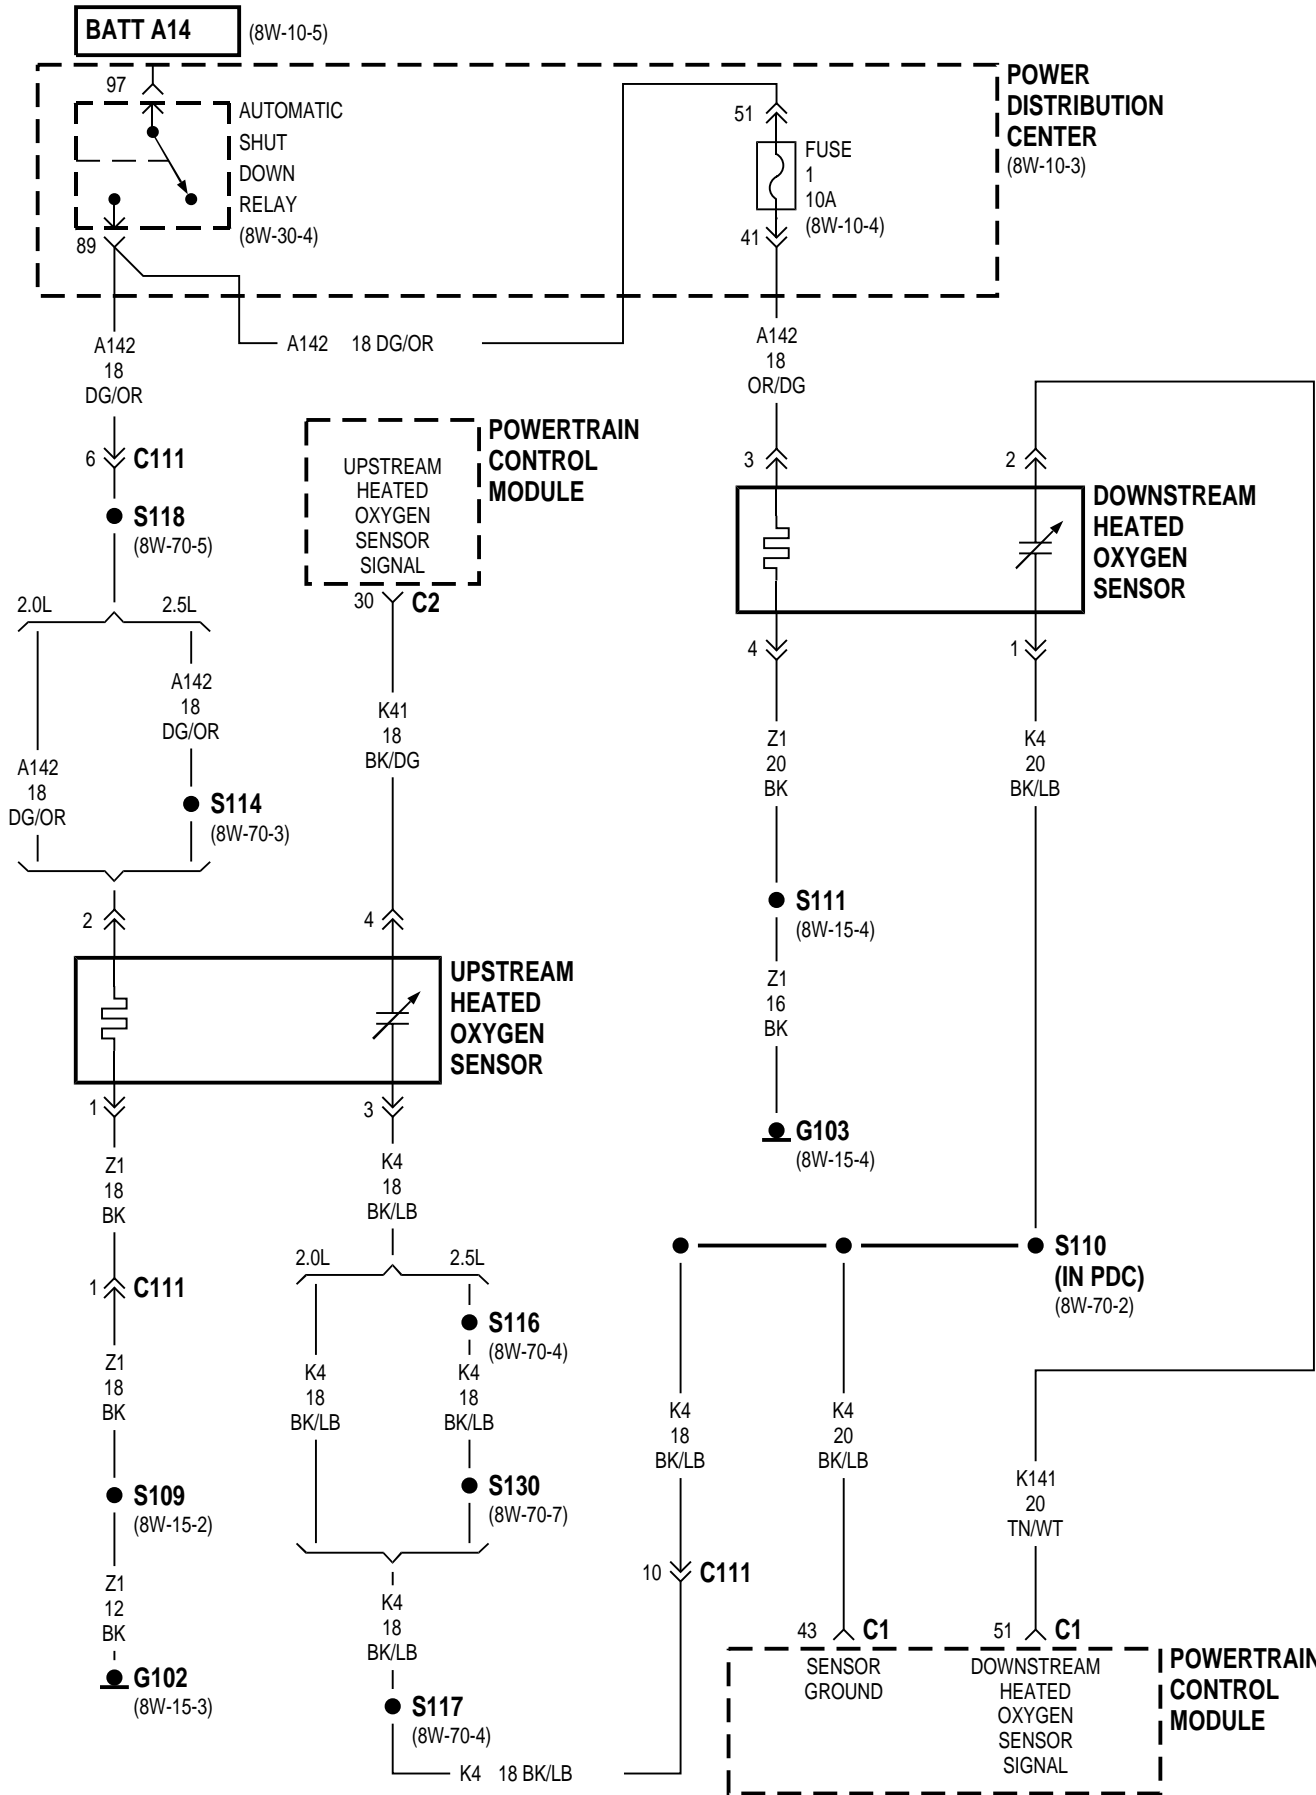 BATT A14
(8W-10-5)
97
AUTOMATIC
SHUT
DOWN
RELAY
(8W-30-4)
89
51
FUSE
1
10A
(8W-10-4)
41
POWER
DISTRIBUTION
CENTER
(8W-10-3)
A142
18
DG/OR
A142 18 DG/OR
A142
18
OR/DG
6 C111
S118
(8W-70-5)
POWERTRAIN
CONTROL
MODULE
UPSTREAM
HEATED
OXYGEN
SENSOR
SIGNAL
30 C2
3
2
DOWNSTREAM
HEATED
OXYGEN
SENSOR
4
1
2.0L
2.5L
A142
18
DG/OR
A142
18
DG/OR
S114
(8W-70-3)
K41
18
BK/DG
Z1
20
BK
K4
20
BK/LB
S111
(8W-15-4)
Z1
16
BK
G103
(8W-15-4)
2
4
UPSTREAM
HEATED
OXYGEN
SENSOR
1
3
Z1
18
BK
K4
18
BK/LB
1 C111
2.0L
2.5L
S116
(8W-70-4)
S110
(IN PDC)
(8W-70-2)
Z1
18
BK
K4
18
BK/LB
K4
18
BK/LB
K4
18
BK/LB
K4
20
BK/LB
K141
20
TN/WT
S109
(8W-15-2)
S130
(8W-70-7)
Z1
12
BK
G102
(8W-15-3)
K4
18
BK/LB
S117
(8W-70-4)
K4 18 BK/LB
10 C111
43 C1
51 C1
SENSOR
GROUND
DOWNSTREAM
HEATED
OXYGEN
SENSOR
SIGNAL
POWERTRAIN
CONTROL
MODULE